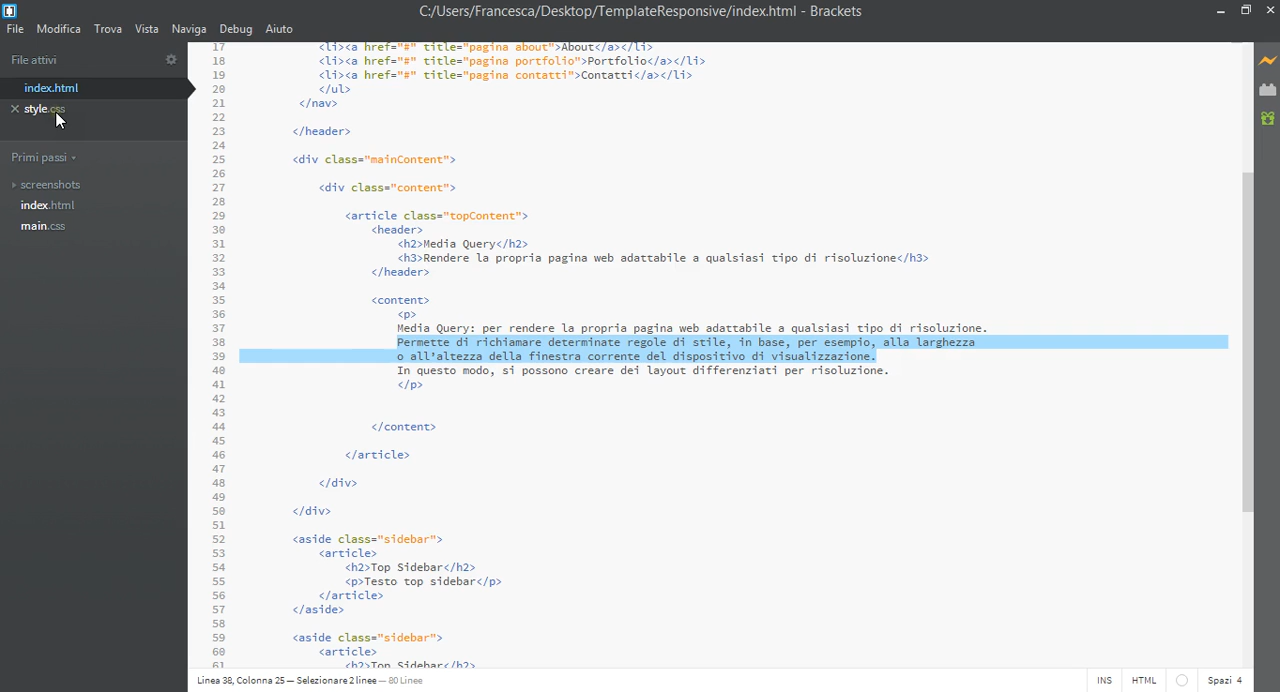 C:/Users/Francesca/Desktop/TemplateResponsive/index.html - Brackets
File Modifica Trova Vista Naviga Debug Aiuto
File attivi
index.html
style.css
Primi passi
screenshots
index.html
main.css
17 <li><a href="#" title="pagina about">About</a></li>
18 <li><a href="#" title="pagina portfolio">Portfolio</a></li>
19 <li><a href="#" title="pagina contatti">Contatti</a></li>
20 </ul>
21 </nav>
22
23 </header>
24
25 <div class="mainContent">
26
27 <div class="content">
28
29 <article class="topContent">
30 <header>
31 <h2>Media Query</h2>
32 <h3>Rendere la propria pagina web adattabile a qualsiasi tipo di risoluzione</h3>
33 </header>
34
35 <content>
36 <p>
37 Media Query: per rendere la propria pagina web adattabile a qualsiasi tipo di risoluzione.
38 Permette di richiamare determinate regole di stile, in base, per esempio, alla larghezza
39 o all'altezza della finestra corrente del dispositivo di visualizzazione.
40 In questo modo, si possono creare dei layout differenziati per risoluzione.
41 </p>
42
43
44 </content>
45
46 </article>
47
48 </div>
49
50 </div>
51
52 <aside class="sidebar">
53 <article>
54 <h2>Top Sidebar</h2>
55 <p>Testo top sidebar</p>
56 </article>
57 </aside>
58
59 <aside class="sidebar">
60 <article>
61 <h2>Top Sidebar</h2>
Linea 38, Colonna 25 — Selezionare 2 linee — 80 Linee
INS HTML Spazi 4